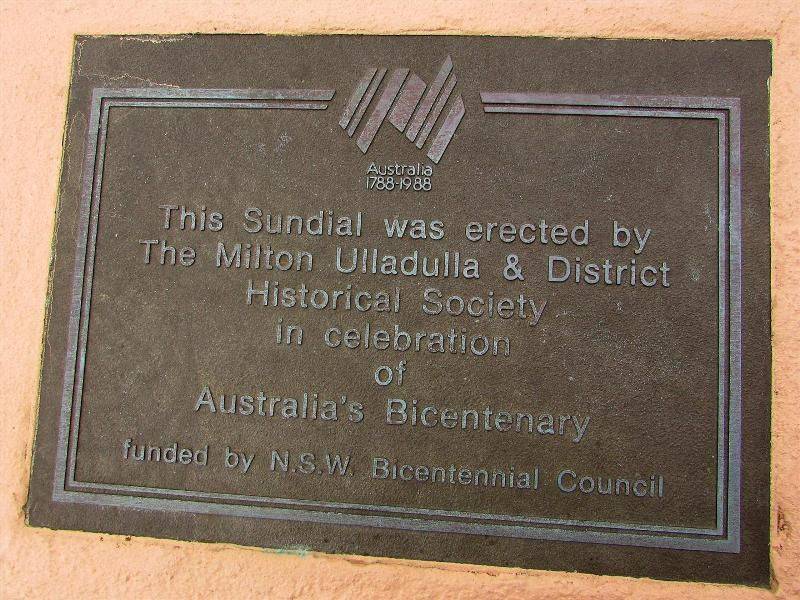 Australia
1788-1988
This Sundial was erected by
The Milton Ulladulla & District
Historical Society
in celebration
of
Australia's Bicentenary
funded by N.S.W. Bicentennial Council